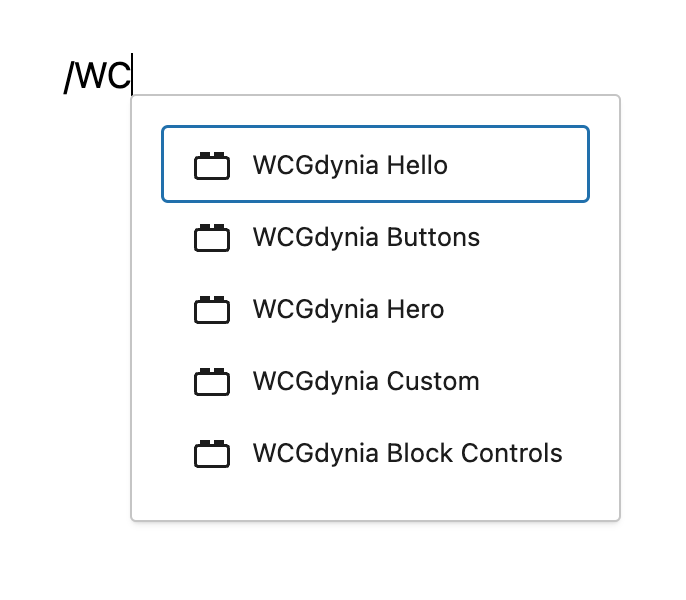 /WC
WCGdynia Hello
WCGdynia Buttons
WCGdynia Hero
WCGdynia Custom
WCGdynia Block Controls